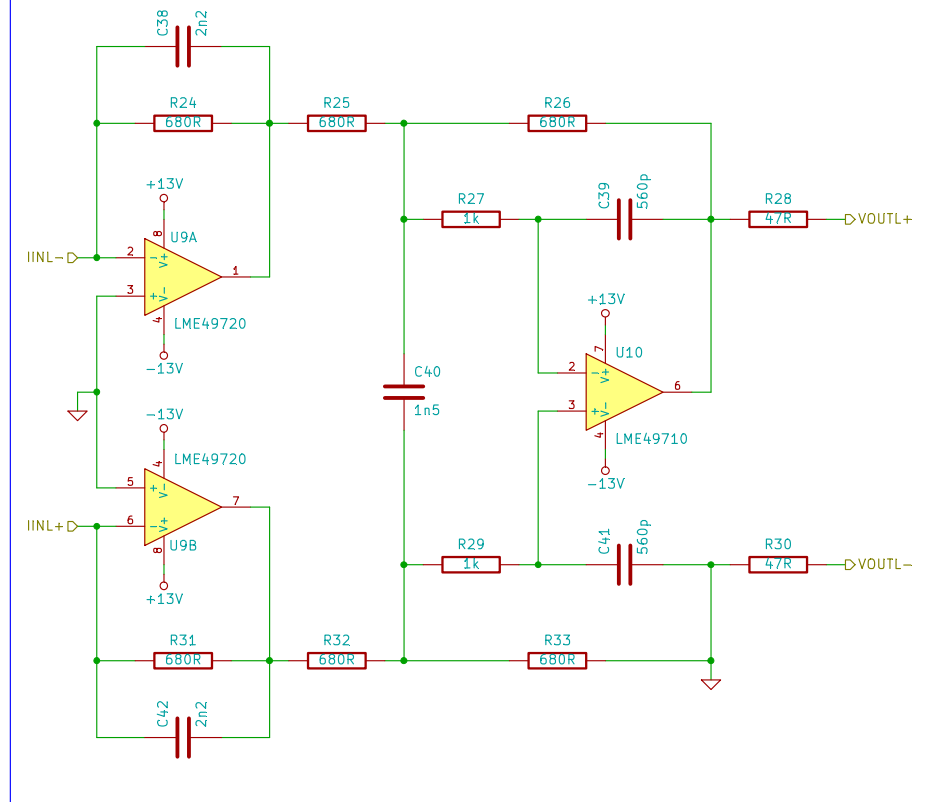 C38
2n2
R24
680R
R25
680R
R26
680R
+13V
8
U9A
IINL-
2
-
V+
1
3
+
V-
4
LME49720
-13V
R27
1k
C39
560p
R28
47R
VOUTL+
+13V
7
U10
2
-
V+
6
3
+
V-
4
LME49710
-13V
C40
1n5
-13V
4
LME49720
5
+
V-
7
IINL+
6
-
V+
8
U9B
+13V
R29
1k
C41
560p
R30
47R
VOUTL-
R31
680R
R32
680R
R33
680R
C42
2n2